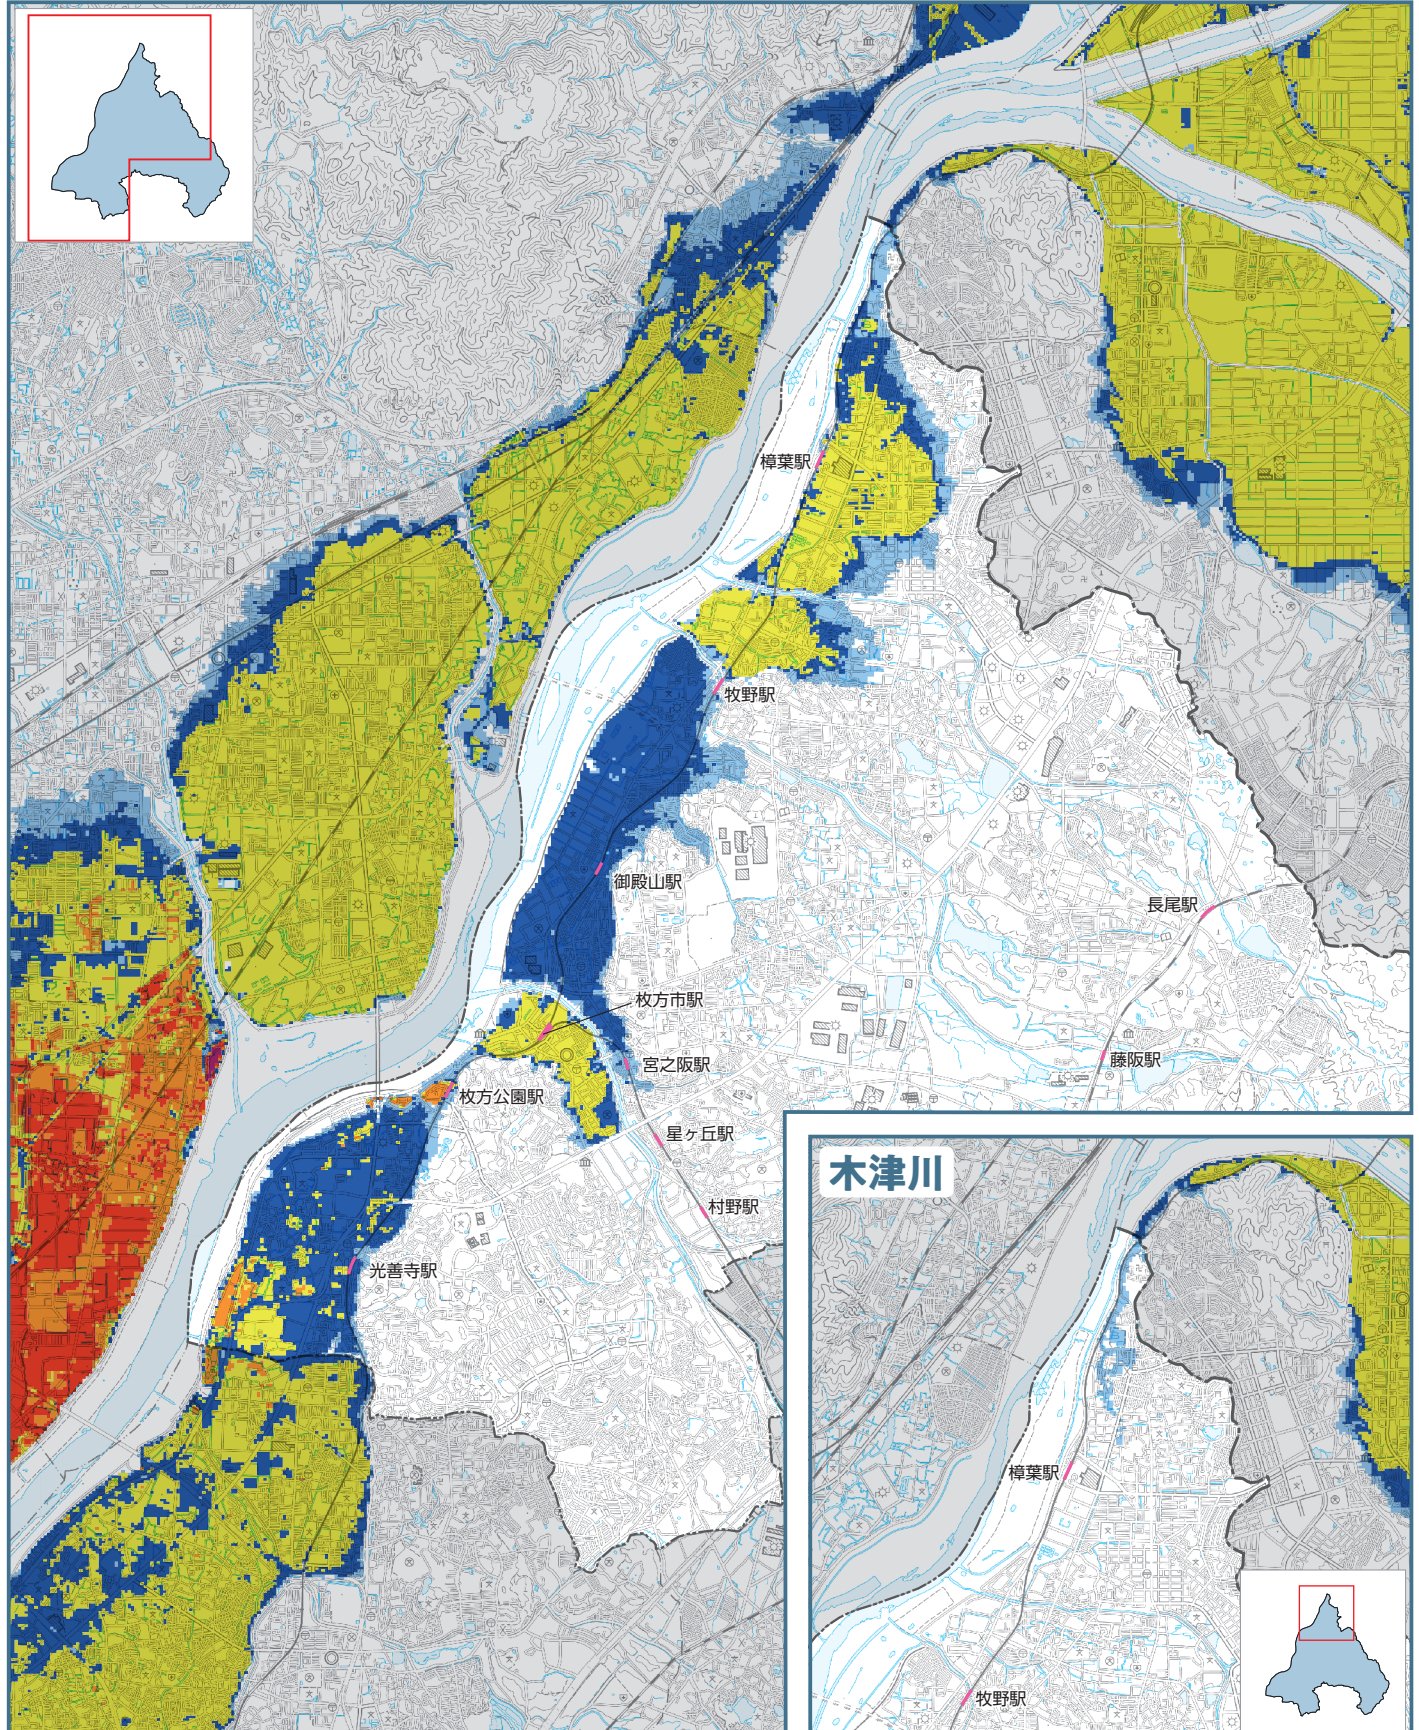 樟葉駅
牧野駅
御殿山駅
長尾駅
枚方市駅
宮之阪駅
藤阪駅
枚方公園駅
星ヶ丘駅
村野駅
光善寺駅
木津川
樟葉駅
牧野駅